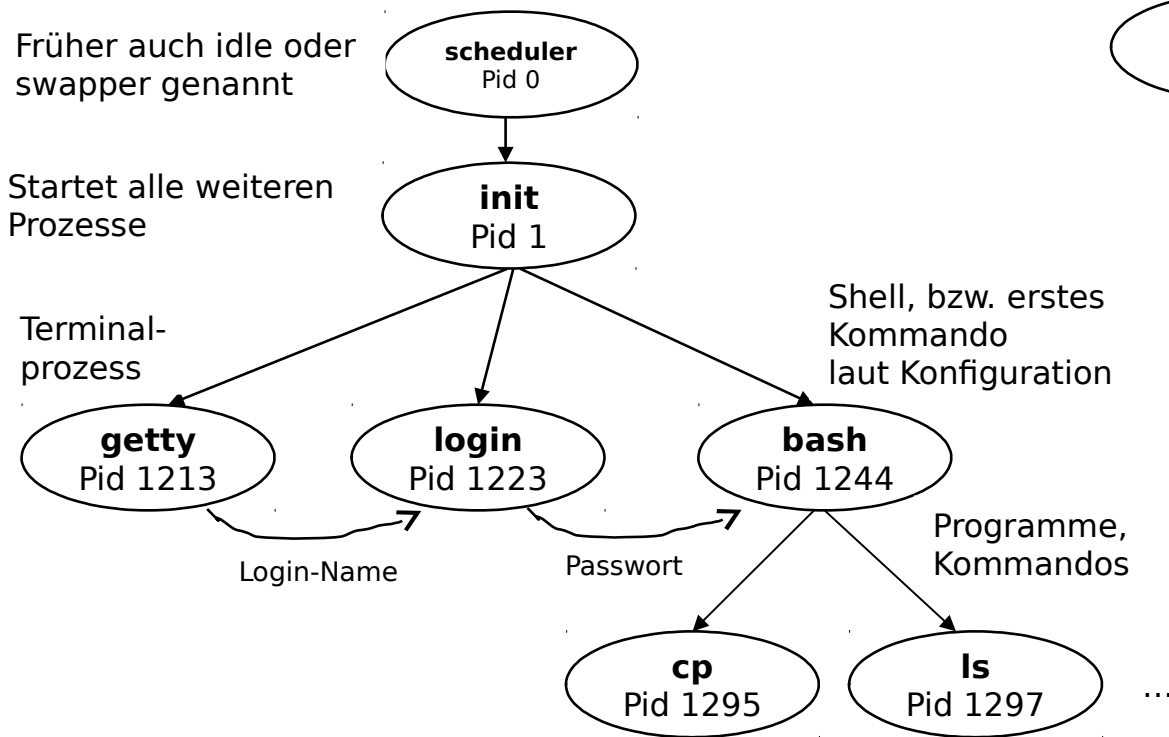 Früher auch idle oder
swapper genannt
scheduler
Pid 0
Startet alle weiteren
Prozesse
init
Pid 1
Terminal-
prozess
Shell, bzw. erstes
Kommando
laut Konfiguration
getty
Pid 1213
login
Pid 1223
bash
Pid 1244
Login-Name
Passwort
Programme,
Kommandos
cp
Pid 1295
ls
Pid 1297
...